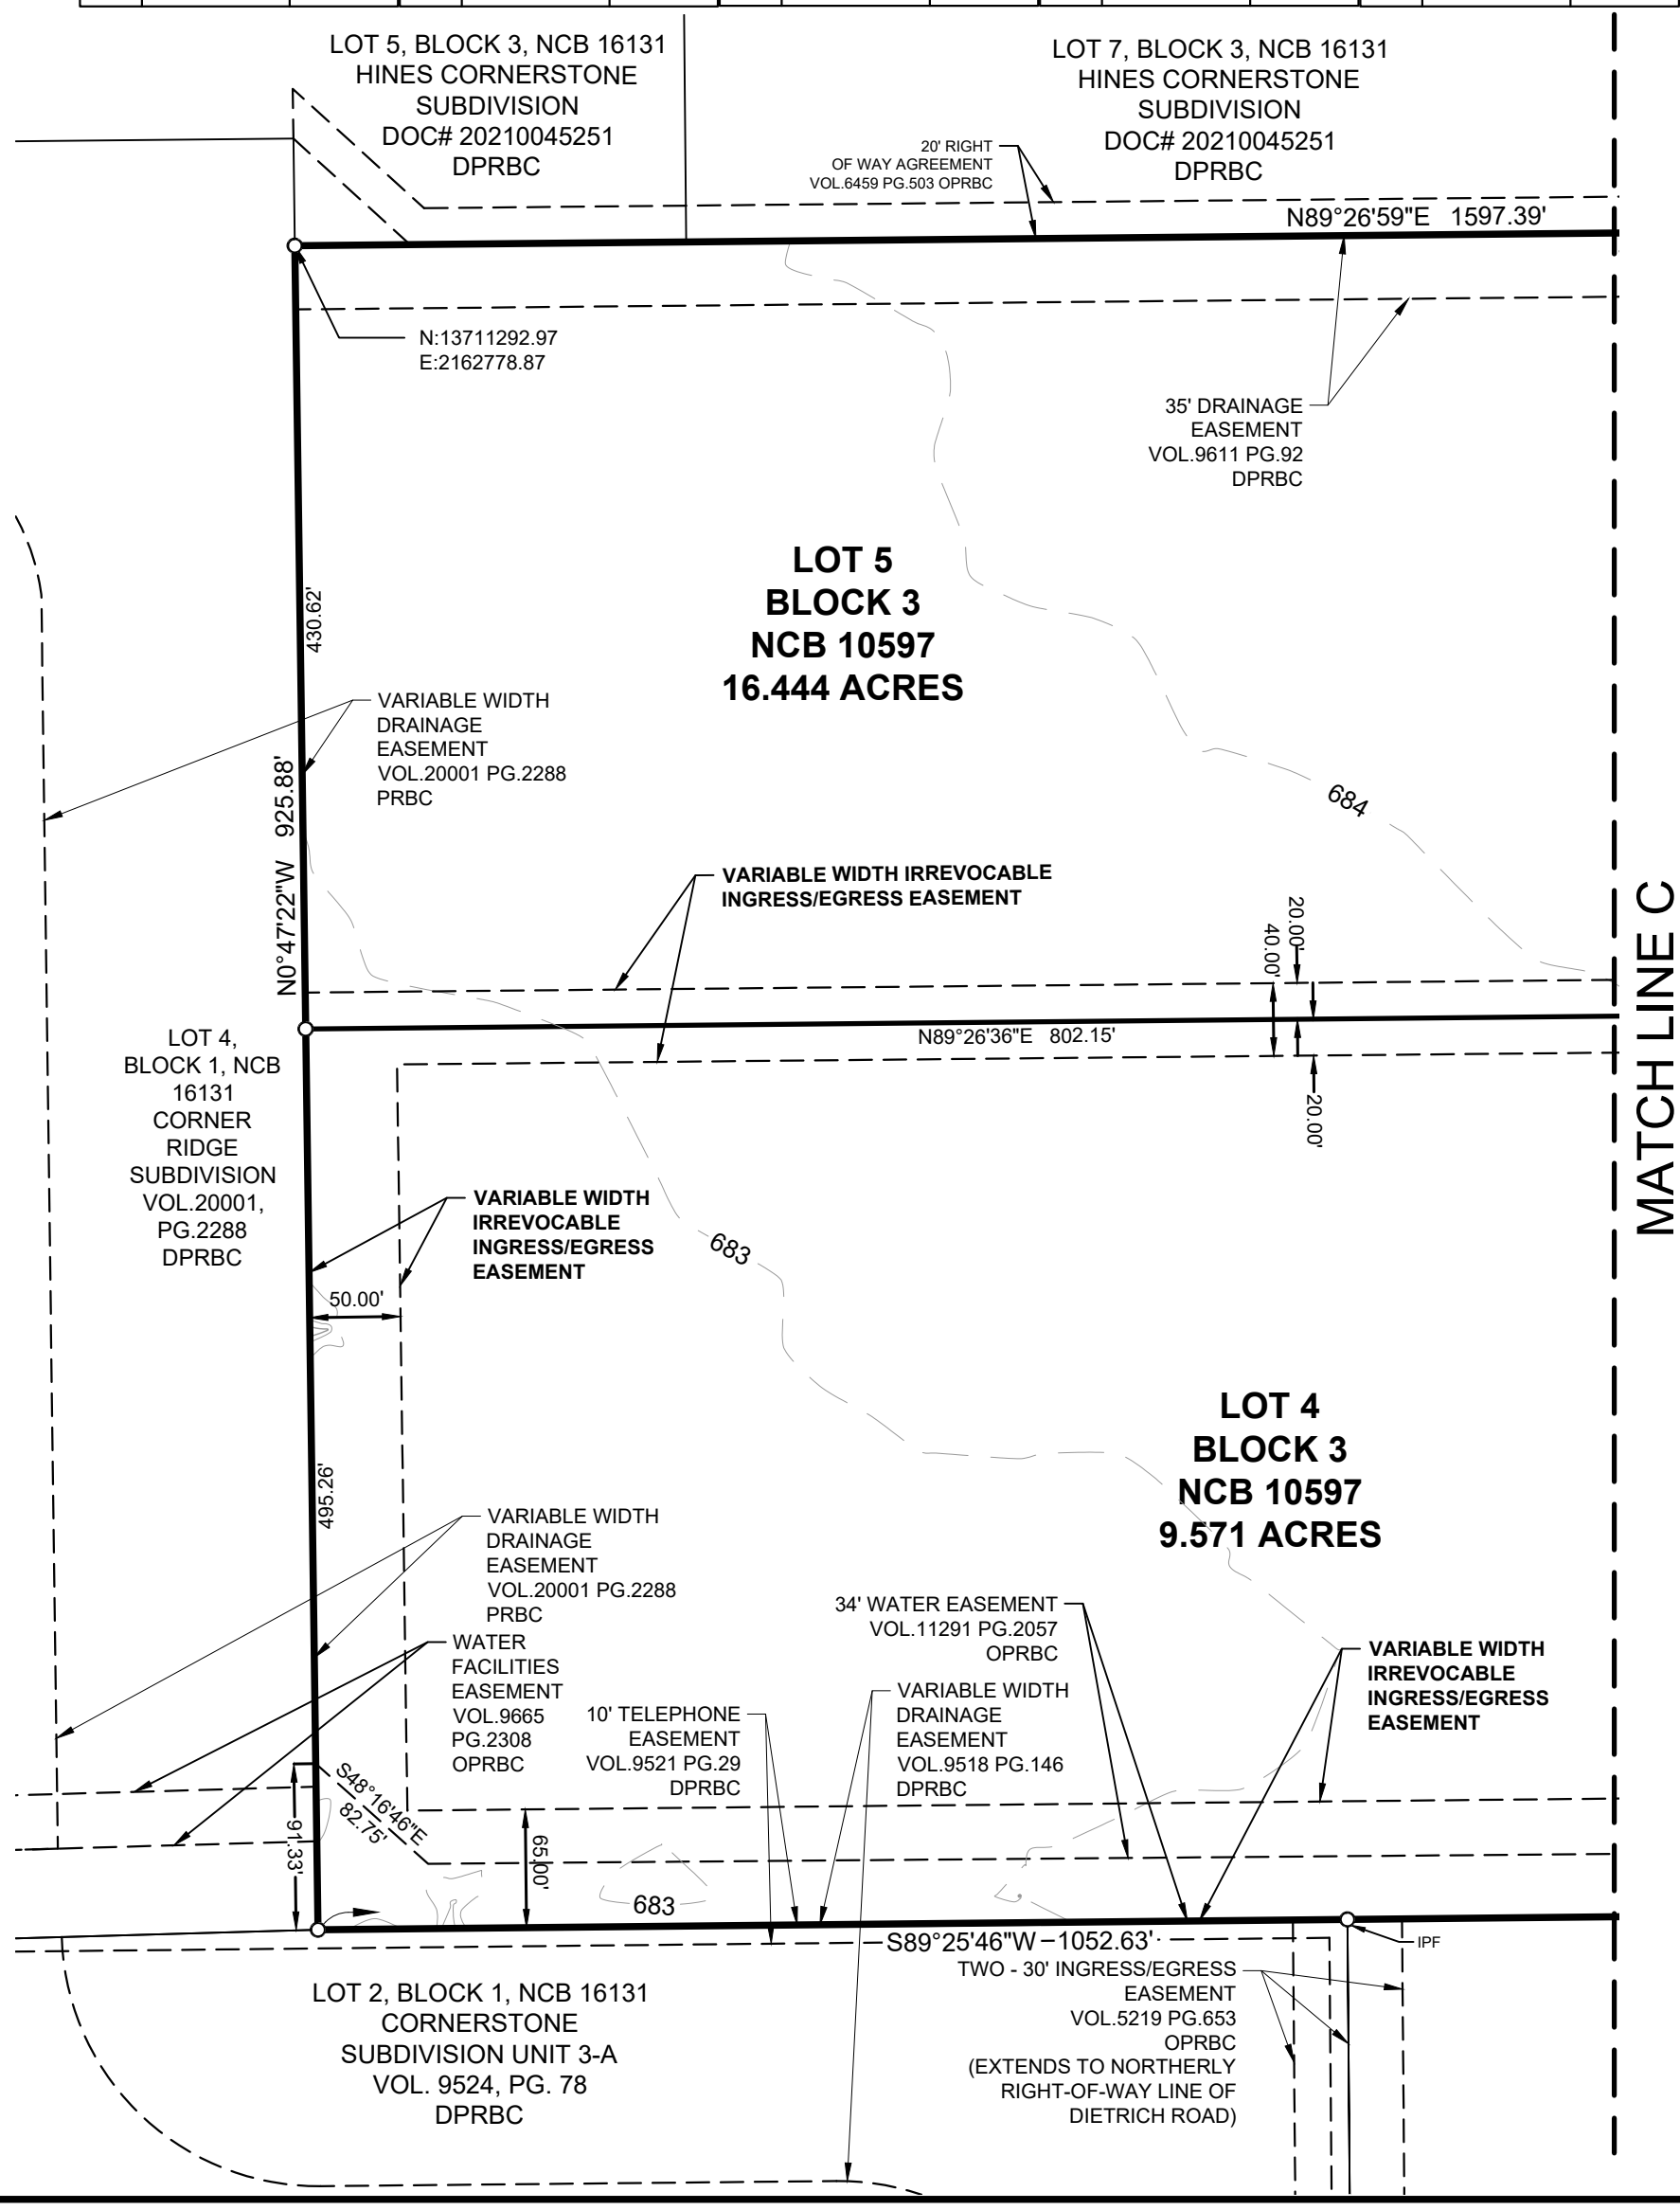 LOT 5, BLOCK 3, NCB 16131
HINES CORNERSTONE
SUBDIVISION
DOC# 20210045251
DPRBC
LOT 7, BLOCK 3, NCB 16131
HINES CORNERSTONE
SUBDIVISION
DOC# 20210045251
DPRBC
20' RIGHT
OF WAY AGREEMENT
VOL.6459 PG.503 OPRBC
N89°26'59"E 1597.39'
N:13711292.97
E:2162778.87
35' DRAINAGE
EASEMENT
VOL.9611 PG.92
DPRBC
LOT 5
BLOCK 3
NCB 10597
16.444 ACRES
430.62'
VARIABLE WIDTH
DRAINAGE
EASEMENT
VOL.20001 PG.2288
PRBC
N0°47'22"W 925.88'
684
VARIABLE WIDTH IRREVOCABLE
INGRESS/EGRESS EASEMENT
20.00'
40.00'
MATCH LINE C
N89°26'36"E 802.15'
20.00'
LOT 4,
BLOCK 1, NCB
16131
CORNER
RIDGE
SUBDIVISION
VOL.20001,
PG.2288
DPRBC
VARIABLE WIDTH
IRREVOCABLE
INGRESS/EGRESS
EASEMENT
683
50.00'
LOT 4
BLOCK 3
NCB 10597
9.571 ACRES
495.26'
VARIABLE WIDTH
DRAINAGE
EASEMENT
VOL.20001 PG.2288
PRBC
WATER
FACILITIES
EASEMENT
VOL.9665
PG.2308
OPRBC
34' WATER EASEMENT
VOL.11291 PG.2057
OPRBC
VARIABLE WIDTH
IRREVOCABLE
INGRESS/EGRESS
EASEMENT
10' TELEPHONE
EASEMENT
VOL.9521 PG.29
DPRBC
VARIABLE WIDTH
DRAINAGE
EASEMENT
VOL.9518 PG.146
DPRBC
S48°16'46"E
82.75'
91.33'
65.00'
683
S89°25'46"W 1052.63'
IPF
TWO - 30' INGRESS/EGRESS
EASEMENT
VOL.5219 PG.653
OPRBC
(EXTENDS TO NORTHERLY
RIGHT-OF-WAY LINE OF
DIETRICH ROAD)
LOT 2, BLOCK 1, NCB 16131
CORNERSTONE
SUBDIVISION UNIT 3-A
VOL. 9524, PG. 78
DPRBC